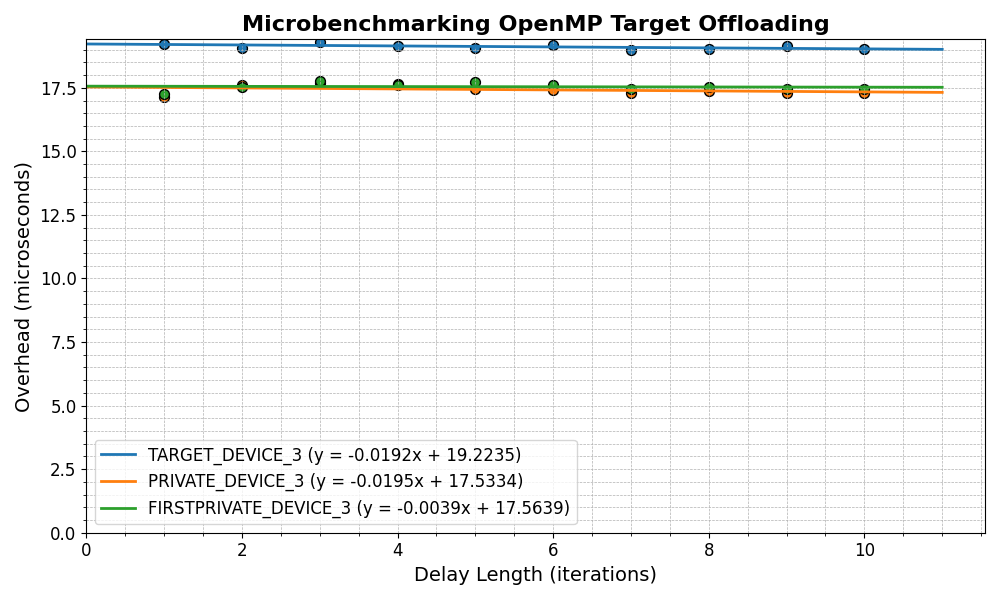 Microbenchmarking OpenMP Target Offloading
Overhead (microseconds)
17.5
15.0
12.5
10.0
7.5
5.0
2.5
0.0
TARGET_DEVICE_3 (y = -0.0192x + 19.2235)
PRIVATE_DEVICE_3 (y = -0.0195x + 17.5334)
FIRSTPRIVATE_DEVICE_3 (y = -0.0039x + 17.5639)
0 2 4 6 8 10
Delay Length (iterations)